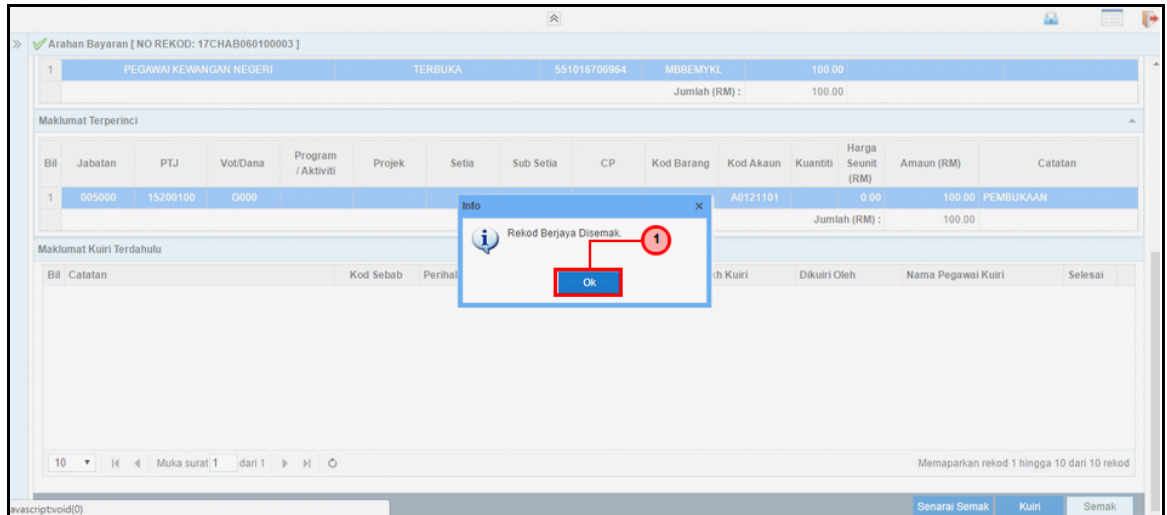 Arahan Bayaran [ NO REKOD: 17CHAB060100003 ]
1 PEGAWAI KEWANGAN NEGERI TERBUKA 551016706964 MBBEMYKL 100.00
Jumlah (RM) : 100.00
Maklumat Terperinci
Bil Jabatan PTJ Vot/Dana Program / Aktiviti Projek Setia Sub Setia CP Kod Barang Kod Akaun Kuantiti Harga Seunit (RM) Amaun (RM) Catatan
1 005000 15200100 G000 A0121101 0.00 100.00 PEMBUKAAN
Jumlah (RM) : 100.00
Info
Rekod Berjaya Disemak.
1
Ok
Maklumat Kuiri Terdahulu
Bil Catatan Kod Sebab Perihal kh Kuiri Dikuiri Oleh Nama Pegawai Kuiri Selesai
10 Muka surat 1 dari 1 Memaparkan rekod 1 hingga 10 dari 10 rekod
avascript:void(0) Senarai Semak Kuiri Semak